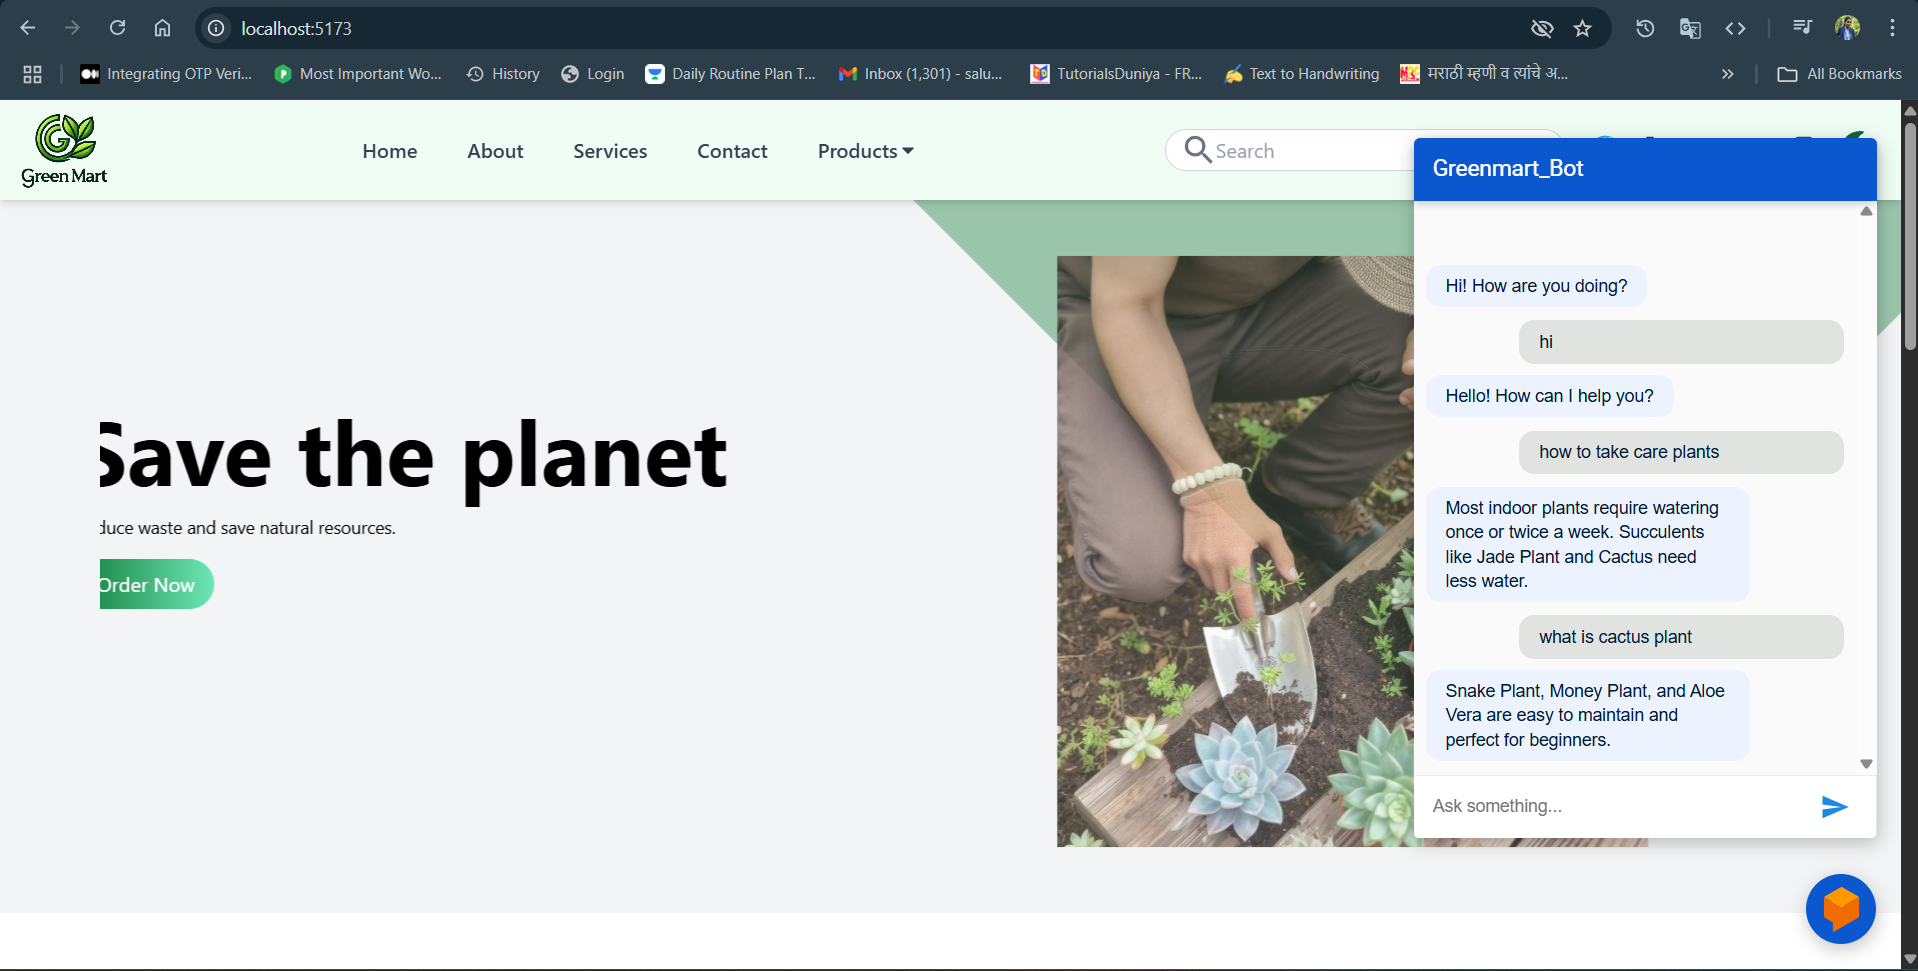 localhost:5173
Integrating OTP Veri...
Most Important Wo...
History
Login
Daily Routine Plan T...
Inbox (1,301) - salu...
TutorialsDuniya - FR...
Text to Handwriting
मराठी म्हणी व त्यांचे अ...
All Bookmarks
Green Mart
Home
About
Services
Contact
Products
Search
Save the planet
duce waste and save natural resources.
Order Now
Greenmart_Bot
Hi! How are you doing?
hi
Hello! How can I help you?
how to take care plants
Most indoor plants require watering
once or twice a week. Succulents
like Jade Plant and Cactus need
less water.
what is cactus plant
Snake Plant, Money Plant, and Aloe
Vera are easy to maintain and
perfect for beginners.
Ask something...